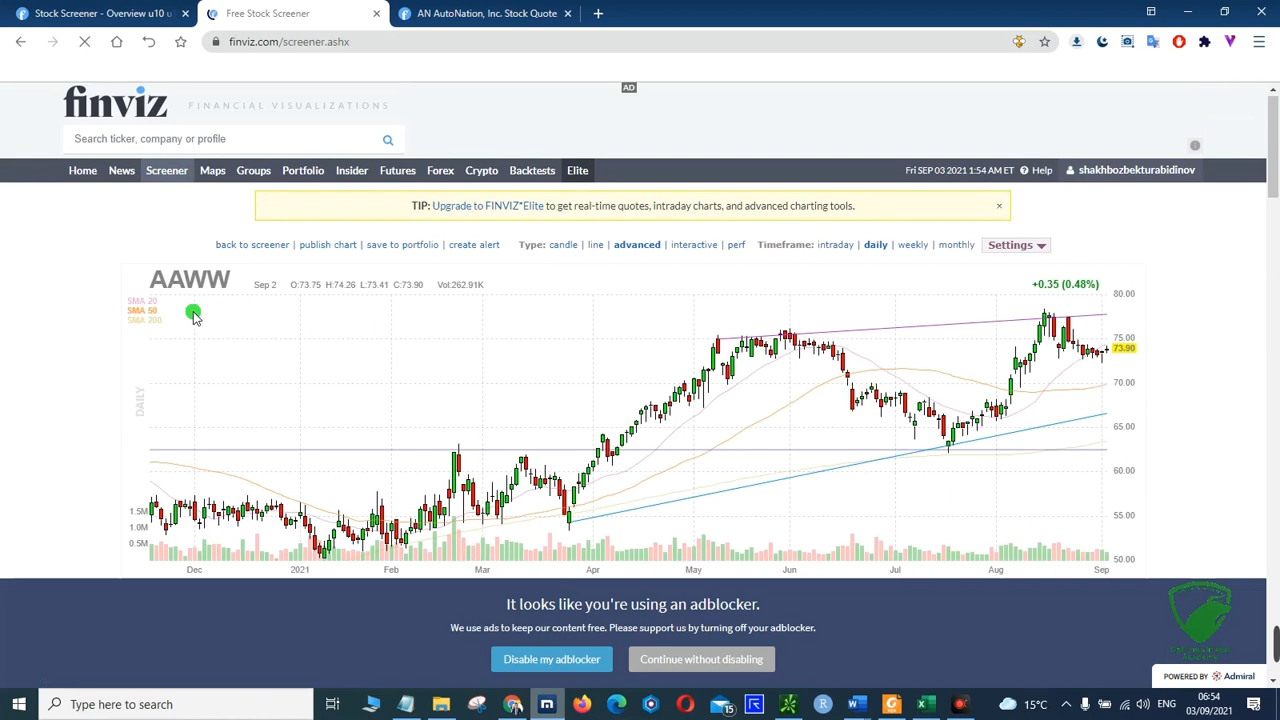 Stock Screener - Overview u10 u
Free Stock Screener
AN AutoNation, Inc. Stock Quote
finviz.com/screener.ashx
AD
finviz FINANCIAL VISUALIZATIONS
Search ticker, company or profile
Home News Screener Maps Groups Portfolio Insider Futures Forex Crypto Backtests Elite
Fri SEP 03 2021 1:54 AM ET Help shakhbozbekturabidinov
TIP: Upgrade to FINVIZ*Elite to get real-time quotes, intraday charts, and advanced charting tools. ×
back to screener | publish chart | save to portfolio | create alert Type: candle | line | advanced | interactive | perf Timeframe: intraday | daily | weekly | monthly Settings
AAWW Sep 2 O:73.75 H:74.26 L:73.41 C:73.90 Vol:262.91K +0.35 (0.48%)
SMA 20
SMA 50
SMA 200
DAILY
80.00
75.00
73.90
70.00
65.00
60.00
55.00
50.00
1.5M
1.0M
0.5M
Dec 2021 Feb Mar Apr May Jun Jul Aug Sep
It looks like you're using an adblocker.
We use ads to keep our content free. Please support us by turning off your adblocker.
Disable my adblocker
Continue without disabling
POWERED BY Admiral
Type here to search
15
15°C
ENG
06:54
03/09/2021